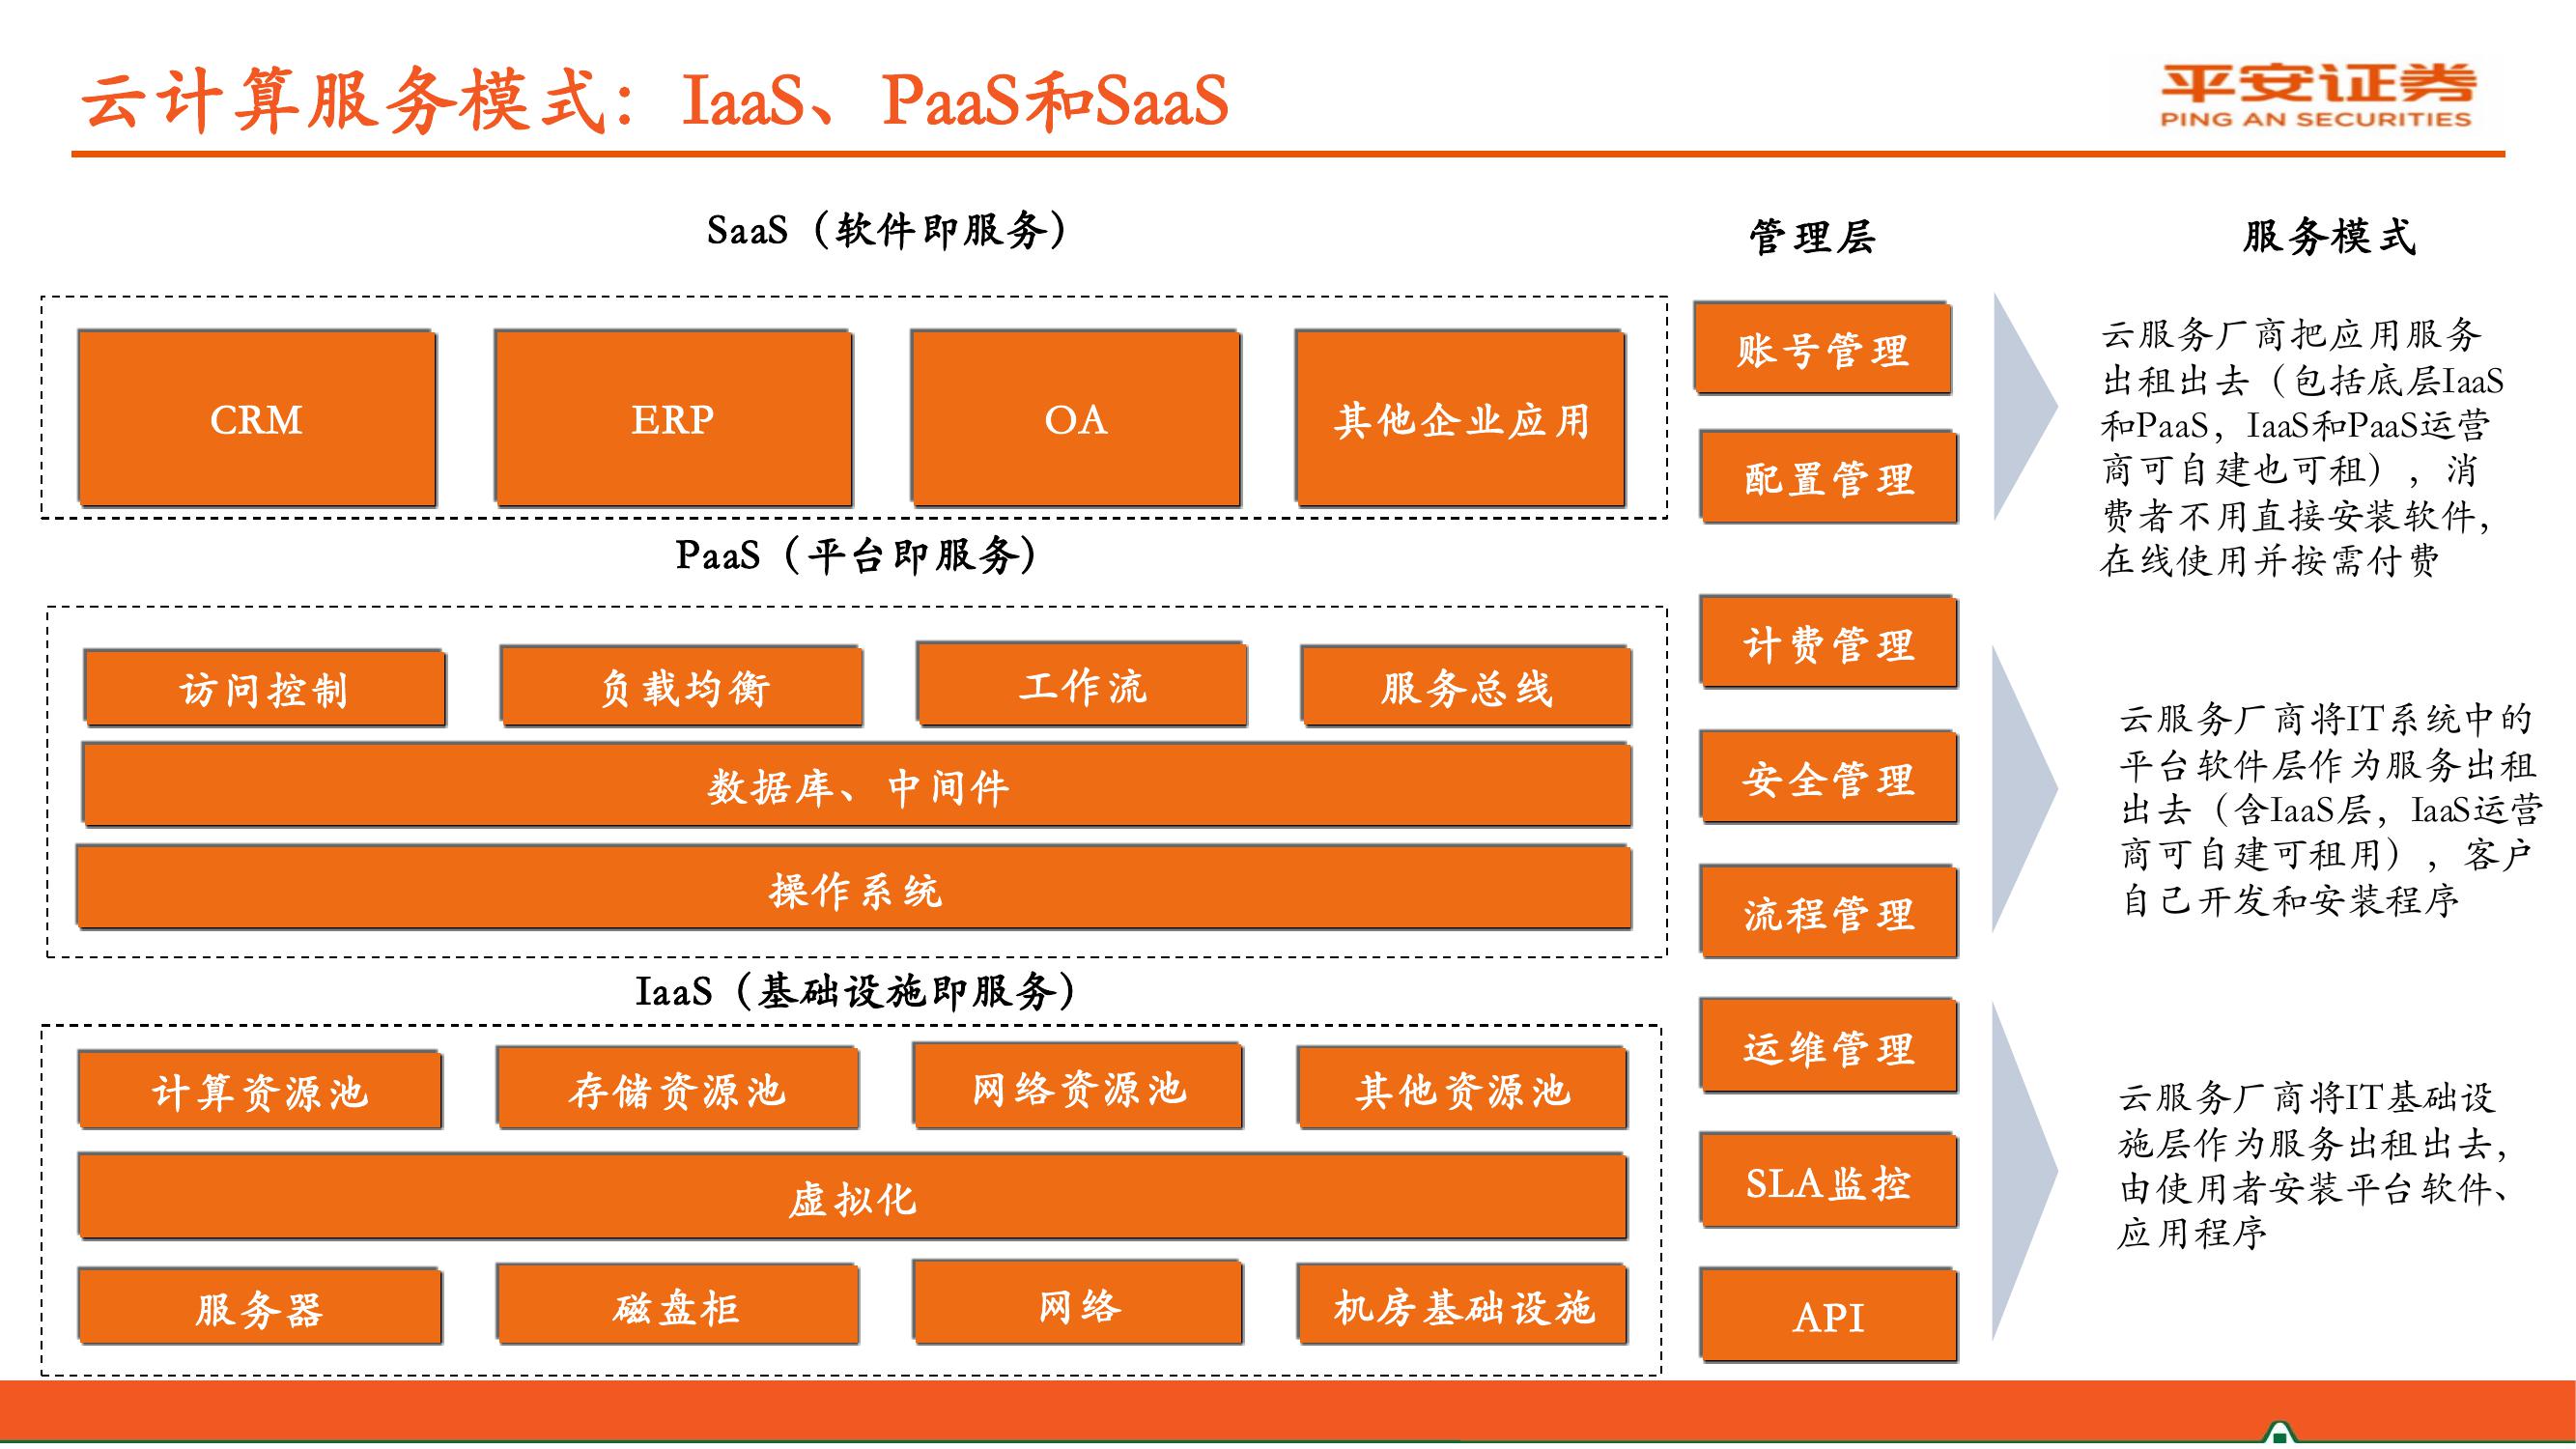 云计算服务模式：IaaS、PaaS和SaaS
平安证券
PING AN SECURITIES
SaaS（软件即服务）
CRM
ERP
OA
其他企业应用
PaaS（平台即服务）
访问控制
负载均衡
工作流
服务总线
数据库、中间件
操作系统
IaaS（基础设施即服务）
计算资源池
存储资源池
网络资源池
其他资源池
虚拟化
服务器
磁盘柜
网络
机房基础设施
管理层
账号管理
配置管理
计费管理
安全管理
流程管理
运维管理
SLA监控
API
服务模式
云服务厂商把应用服务
出租出去（包括底层IaaS
和PaaS，IaaS和PaaS运营
商可自建也可租），消
费者不用直接安装软件，
在线使用并按需付费
云服务厂商将IT系统中的
平台软件层作为服务出租
出去（含IaaS层，IaaS运营
商可自建可租用），客户
自己开发和安装程序
云服务厂商将IT基础设
施层作为服务出租出去，
由使用者安装平台软件、
应用程序